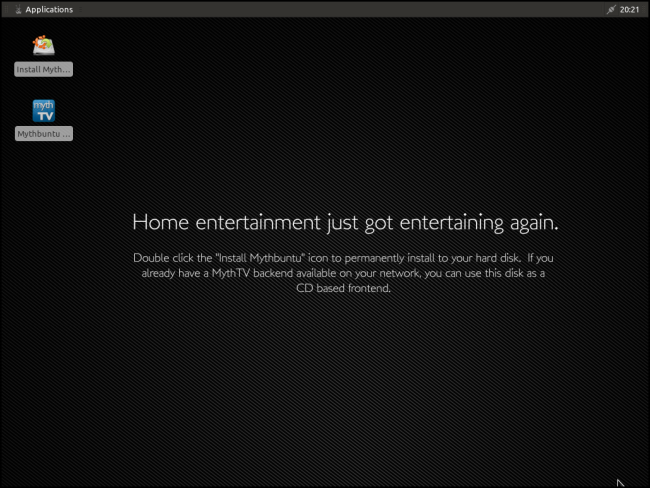 Applications 20:21
Install Myth...
myth
TV
Mythbuntu ...
Home entertainment just got entertaining again.
Double click the "Install Mythbuntu" icon to permanently install to your hard disk. If you
already have a MythTV backend available on your network, you can use this disk as a
CD based frontend.